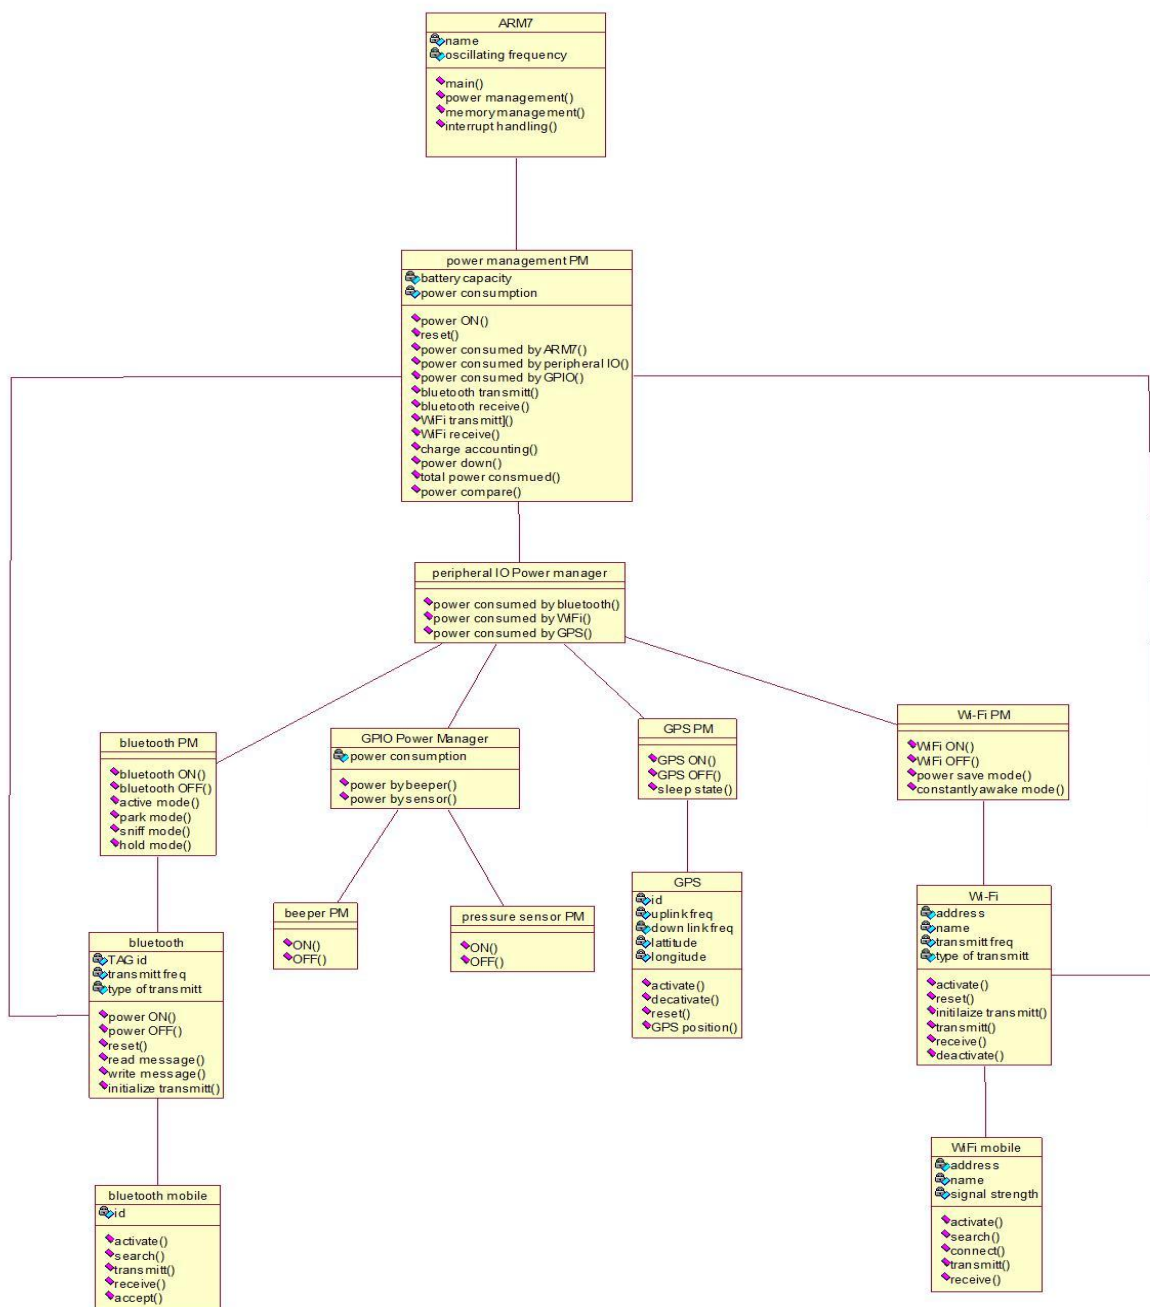 ARM7
name
oscillating frequency
main()
power management()
memory management()
interrupt handling()
power management PM
battery capacity
power consumption
power ON()
reset()
power consumed by ARM7()
power consumed by peripheral IO()
power consumed by GPIO()
bluetooth transmitt()
bluetooth receive()
WiFi transmitt]()
WiFi receive()
charge accounting()
power down()
total power consmued()
power compare()
peripheral IO Power manager
power consumed by bluetooth()
power consumed by WiFi()
power consumed by GPS()
bluetooth PM
bluetooth ON()
bluetooth OFF()
active mode()
park mode()
sniff mode()
hold mode()
GPIO Power Manager
power consumption
power by beeper()
power by sensor()
GPS PM
GPS ON()
GPS OFF()
sleep state()
Wi-Fi PM
WiFi ON()
WiFi OFF()
power save mode()
constantly awake mode()
beeper PM
ON()
OFF()
pressure sensor PM
ON()
OFF()
GPS
id
uplink freq
down link freq
lattitude
longitude
activate()
decativate()
reset()
GPS position()
Wi-Fi
address
name
transmitt freq
type of transmitt
activate()
reset()
initilaize transmitt()
transmitt()
receive()
deactivate()
bluetooth
TAG id
transmitt freq
type of transmitt
power ON()
power OFF()
reset()
read message()
write message()
initialize transmitt()
bluetooth mobile
id
activate()
search()
transmitt()
receive()
accept()
WiFi mobile
address
name
signal strength
activate()
search()
connect()
transmitt()
receive()